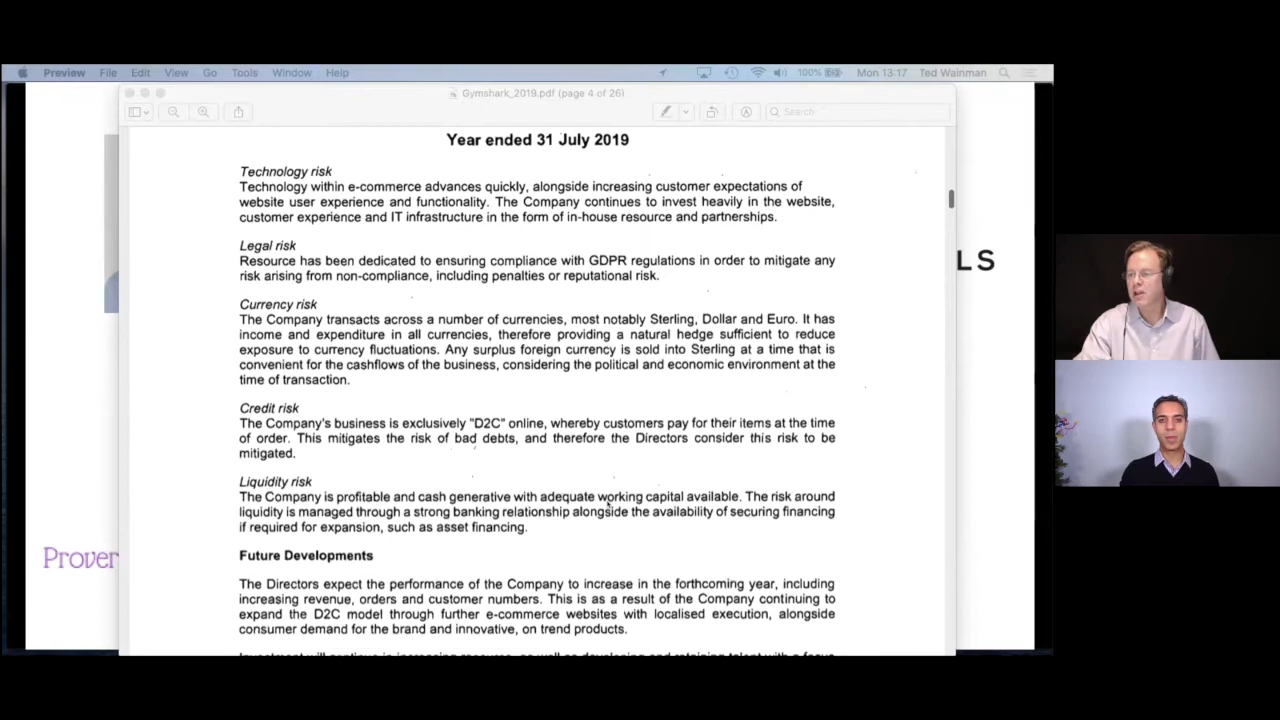 Preview File Edit View Go Tools Window Help 100% Mon 13:17 Ted Wainman
Gymshark_2019.pdf (page 4 of 26)
Search
Year ended 31 July 2019
Technology risk
Technology within e-commerce advances quickly, alongside increasing customer expectations of
website user experience and functionality. The Company continues to invest heavily in the website,
customer experience and IT infrastructure in the form of in-house resource and partnerships.
Legal risk
Resource has been dedicated to ensuring compliance with GDPR regulations in order to mitigate any
risk arising from non-compliance, including penalties or reputational risk.
LS
Currency risk
The Company transacts across a number of currencies, most notably Sterling, Dollar and Euro. It has
income and expenditure in all currencies, therefore providing a natural hedge sufficient to reduce
exposure to currency fluctuations. Any surplus foreign currency is sold into Sterling at a time that is
convenient for the cashflows of the business, considering the political and economic environment at the
time of transaction.
Credit risk
The Company's business is exclusively "D2C" online, whereby customers pay for their items at the time
of order. This mitigates the risk of bad debts, and therefore the Directors consider this risk to be
mitigated.
Liquidity risk
The Company is profitable and cash generative with adequate working capital available. The risk around
liquidity is managed through a strong banking relationship alongside the availability of securing financing
if required for expansion, such as asset financing.
Future Developments
Prover
The Directors expect the performance of the Company to increase in the forthcoming year, including
increasing revenue, orders and customer numbers. This is as a result of the Company continuing to
expand the D2C model through further e-commerce websites with localised execution, alongside
consumer demand for the brand and innovative, on trend products.